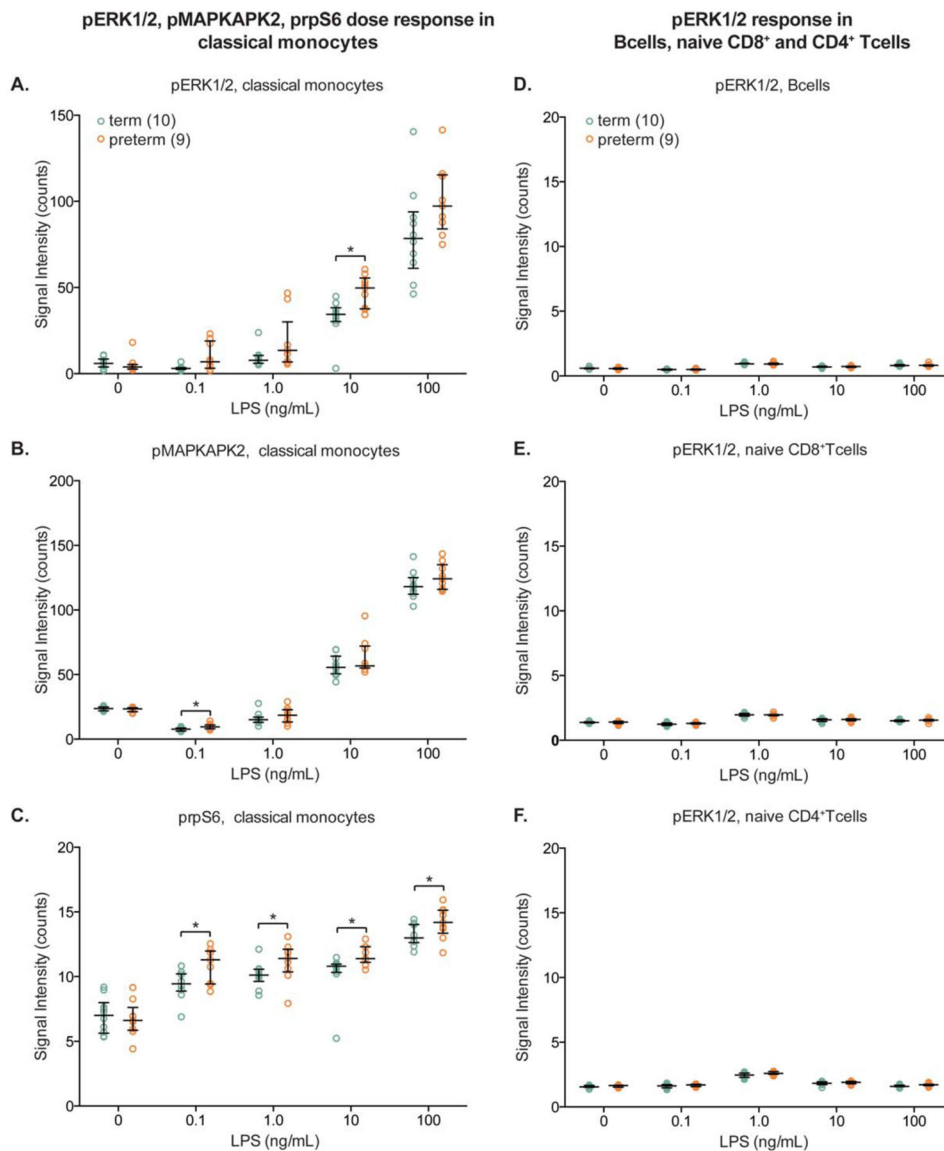 pERK1/2, pMAPKAPK2, prpS6 dose response in
classical monocytes
pERK1/2 response in
Bcells, naive CD8⁺ and CD4⁺ Tcells
A.
pERK1/2, classical monocytes
term (10)
preterm (9)
Signal Intensity (counts)
150
100
50
0
0 0.1 1.0 10 100
LPS (ng/mL)
*
D.
pERK1/2, Bcells
term (10)
preterm (9)
Signal Intensity (counts)
20
15
10
5
0
0 0.1 1.0 10 100
LPS (ng/mL)
B.
pMAPKAPK2, classical monocytes
Signal Intensity (counts)
200
150
100
50
0
0 0.1 1.0 10 100
LPS (ng/mL)
*
E.
pERK1/2, naive CD8⁺Tcells
Signal Intensity (counts)
20
15
10
5
0
0 0.1 1.0 10 100
LPS (ng/mL)
C.
prpS6, classical monocytes
Signal Intensity (counts)
20
15
10
5
0
0 0.1 1.0 10 100
LPS (ng/mL)
* * * *
F.
pERK1/2, naive CD4⁺Tcells
Signal Intensity (counts)
20
15
10
5
0
0 0.1 1.0 10 100
LPS (ng/mL)